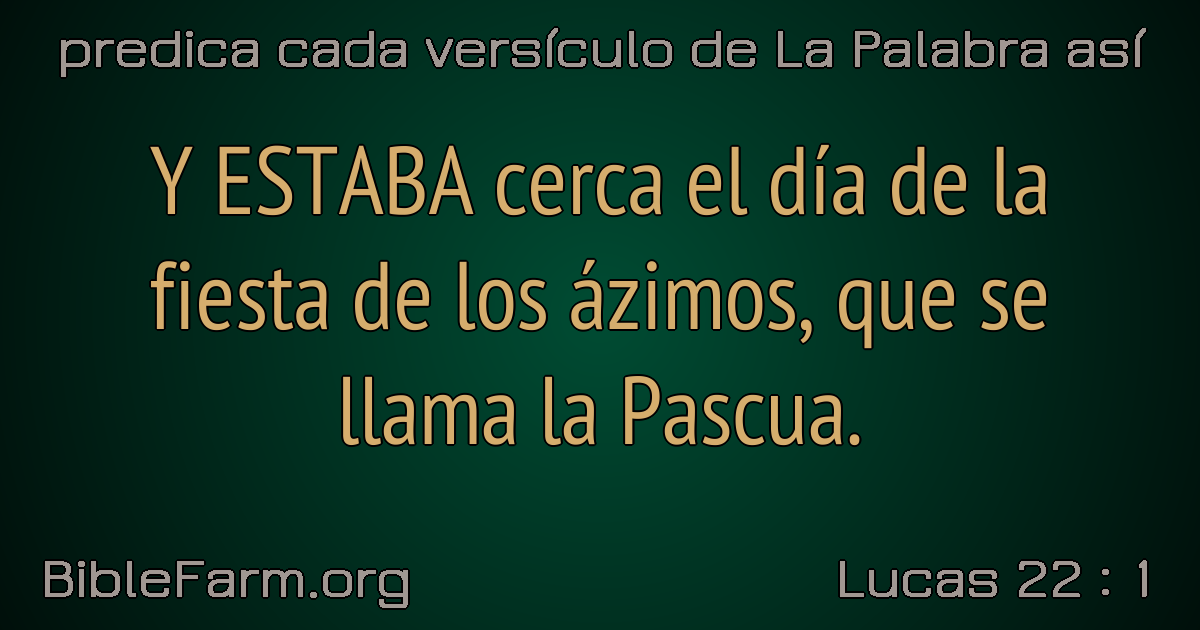 predica cada versículo de La Palabra así
Y ESTABA cerca el día de la
fiesta de los ázimos, que se
llama la Pascua.
BibleFarm.org
Lucas 22 : 1